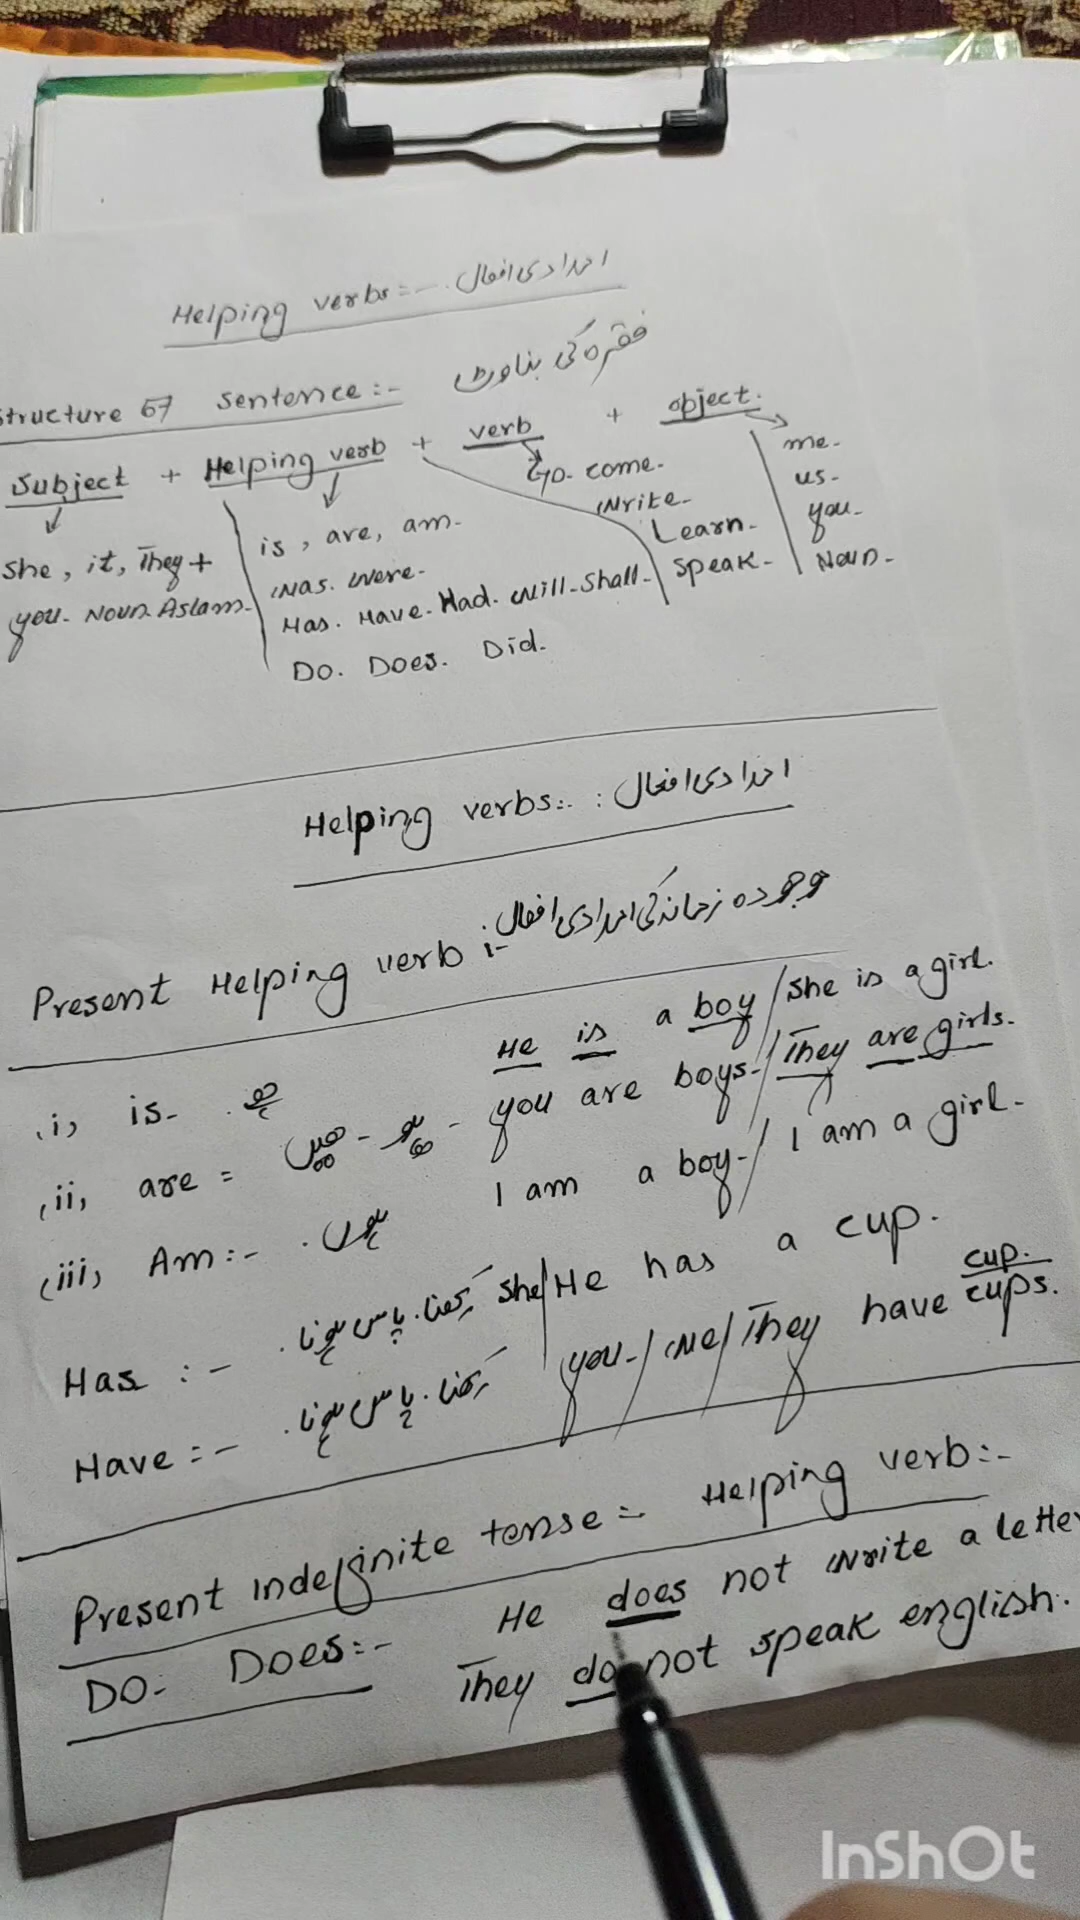 Helping verbs:-. امدادی افعال
Structure of sentence:- فقرہ کی بناوٹ
Subject + Helping verb + verb + object.
she, it, They + you. Noun. Aslam.
is, are, am.
was. were.
Has. Have. Had. Will. Shall.
Do. Does. Did.
Go. come.
write.
Learn.
Speak.
me.
us.
you.
Noun.
Helping verbs:. : امدادی افعال
Present Helping verb :- موجودہ زمانہ کی امدادی افعال
(i) is- ہے. He is a boy / She is a girl.
(ii) are = ہیں - ہو - you are boys- / They are girls.
(iii) Am:- ہوں. I am a boy- / I am a girl.
Has :- رکھنا. پاس ہونا. She/He has a cup.
Have:- رکھنا. پاس ہونا. you-/we/They have cup. cups.
Present indefinite tense:- Helping verb:-
DO. Does:- He does not write a letter
They do not speak english.
InShOt